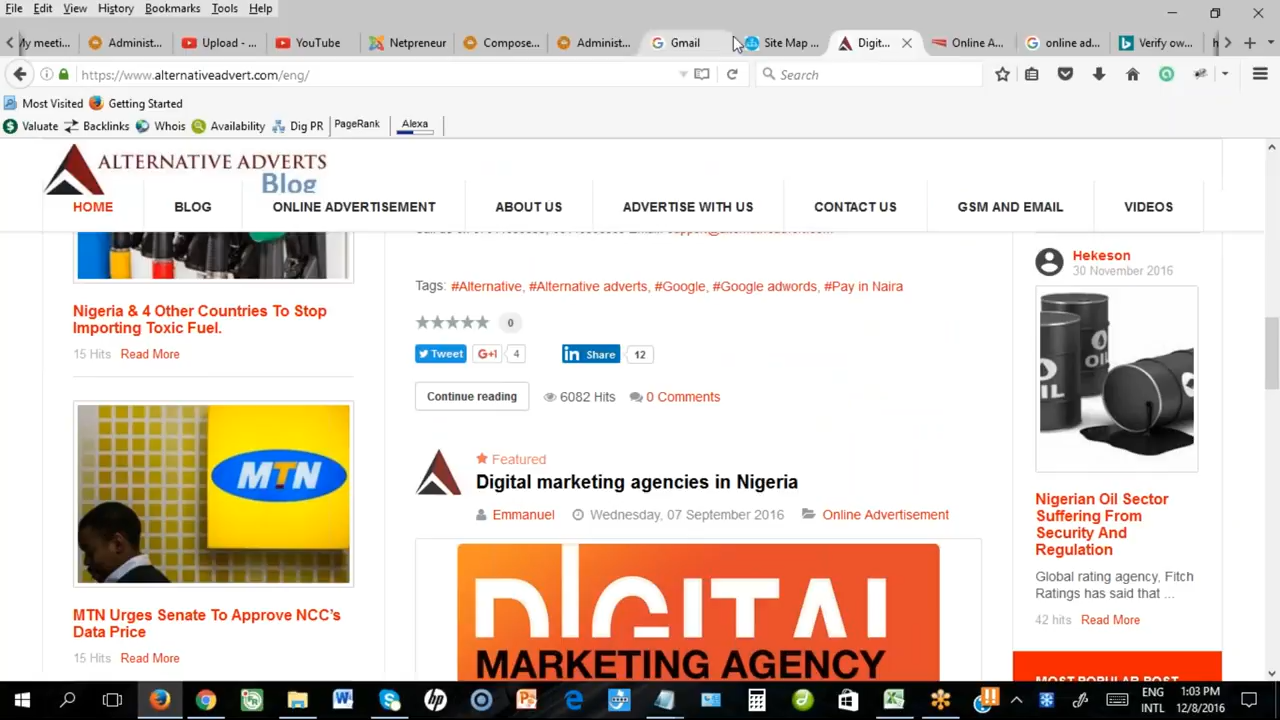 File Edit View History Bookmarks Tools Help
My meeti... Administ... Upload - ... YouTube Netpreneur Compose... Administ... Gmail Site Map ... Digit... Online A... online ad... Verify ow... h
https://www.alternativeadvert.com/eng/ Search
Most Visited Getting Started
Valuate Backlinks Whois Availability Dig PR PageRank Alexa
ALTERNATIVE ADVERTS
Blog
HOME BLOG ONLINE ADVERTISEMENT ABOUT US ADVERTISE WITH US CONTACT US GSM AND EMAIL VIDEOS
Nigeria & 4 Other Countries To Stop
Importing Toxic Fuel.
15 Hits Read More
MTN
MTN Urges Senate To Approve NCC's
Data Price
15 Hits Read More
Tags: #Alternative, #Alternative adverts, #Google, #Google adwords, #Pay in Naira
0
Tweet G+1 4 in Share 12
Continue reading 6082 Hits 0 Comments
Featured
Digital marketing agencies in Nigeria
Emmanuel Wednesday, 07 September 2016 Online Advertisement
DIGITAL
MARKETING AGENCY
Hekeson
30 November 2016
OIL
OIL
Nigerian Oil Sector
Suffering From
Security And
Regulation
Global rating agency, Fitch
Ratings has said that ...
42 hits Read More
MOST POPULAR POST
ENG 1:03 PM
INTL 12/8/2016